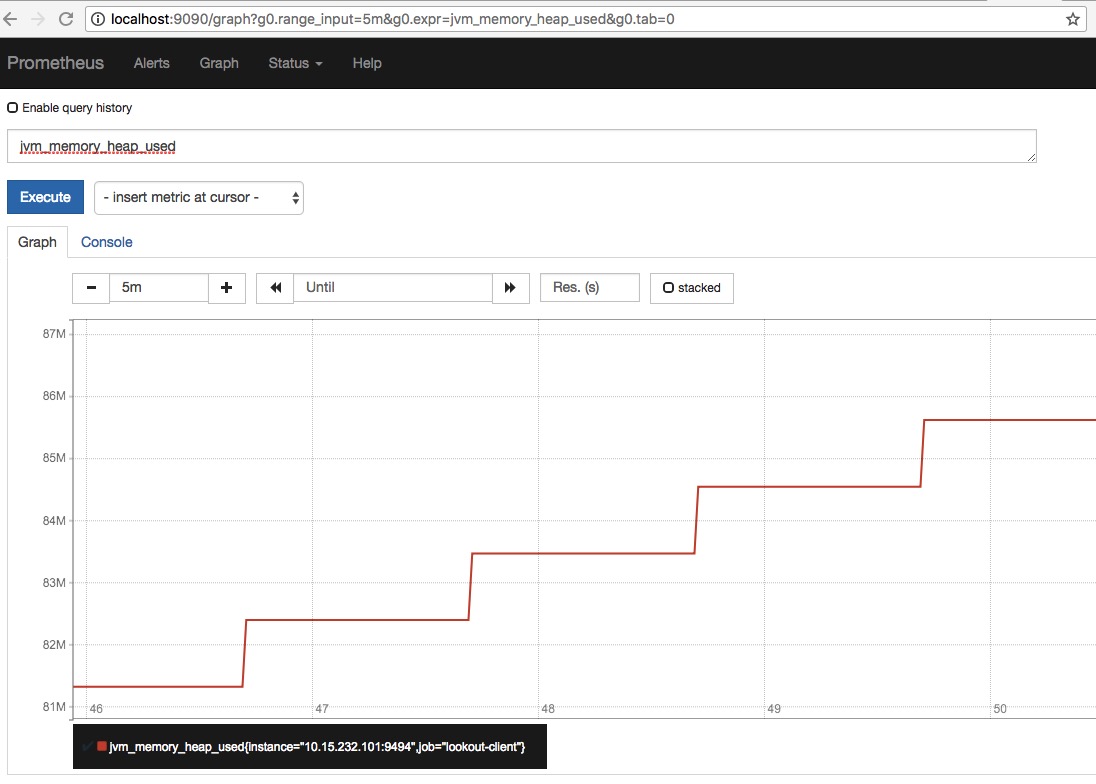 localhost:9090/graph?g0.range_input=5m&g0.expr=jvm_memory_heap_used&g0.tab=0
Prometheus Alerts Graph Status Help
Enable query history
jvm_memory_heap_used
Execute - insert metric at cursor -
Graph Console
− 5m + Until Res. (s) stacked
87M
86M
85M
84M
83M
82M
81M
46 47 48 49 50
jvm_memory_heap_used{instance="10.15.232.101:9494",job="lookout-client"}